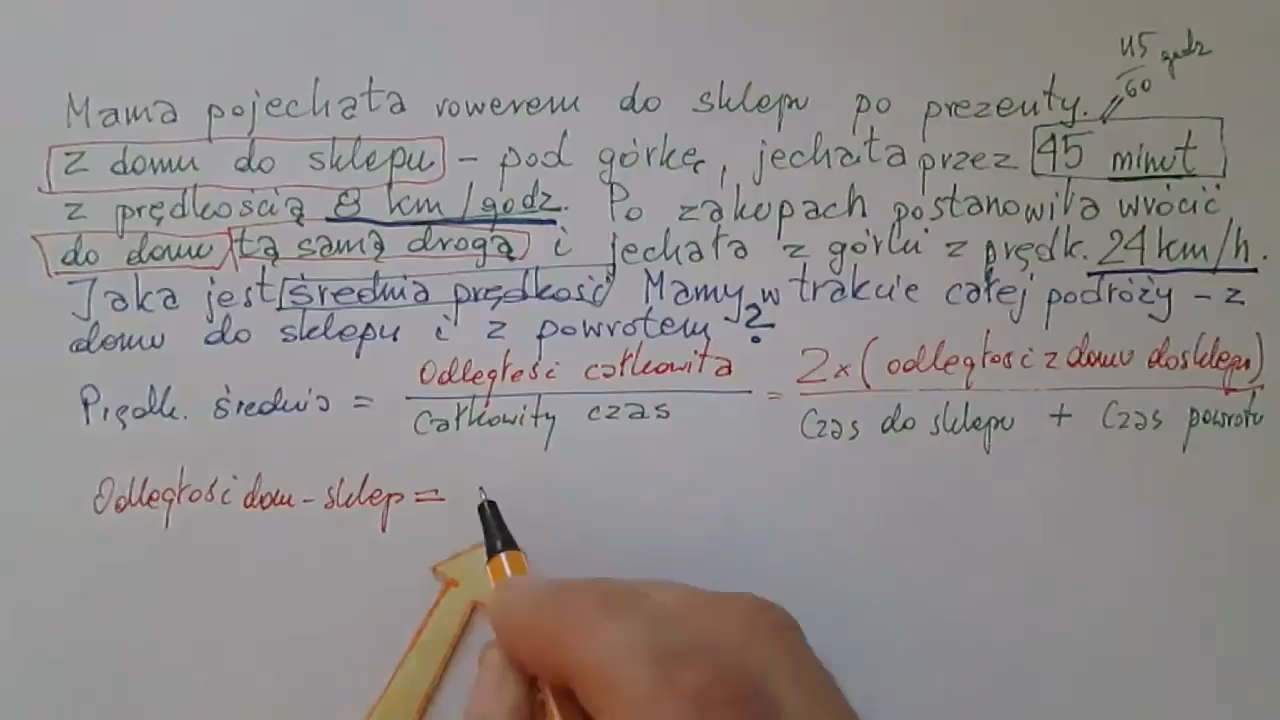 45 godz
60
Mama pojechała rowerem do sklepu po prezenty.
z domu do sklepu - pod górkę, jechała przez 45 minut
z prędkością 8 km/godz. Po zakupach postanowiła wrócić
do domu tą samą drogą i jechała z górki z prędk. 24 km/h.
Jaka jest średnia prędkość Mamy w trakcie całej podróży - z
domu do sklepu i z powrotem?
Prędk. średnia = Odległość całkowita / Całkowity czas = 2x (odległość z domu do sklepu) / Czas do sklepu + Czas powrotu
Odległość dom - sklep =